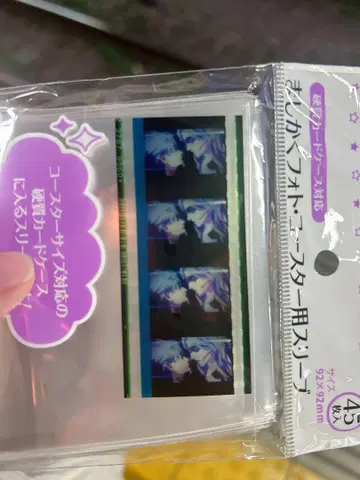 硬質カードケース対応
ましかくフォト・コースター用スリーブ
サイズ
92×92mm
45
枚入
コースターサイズ対応の
硬質カードケース
に入るスリ